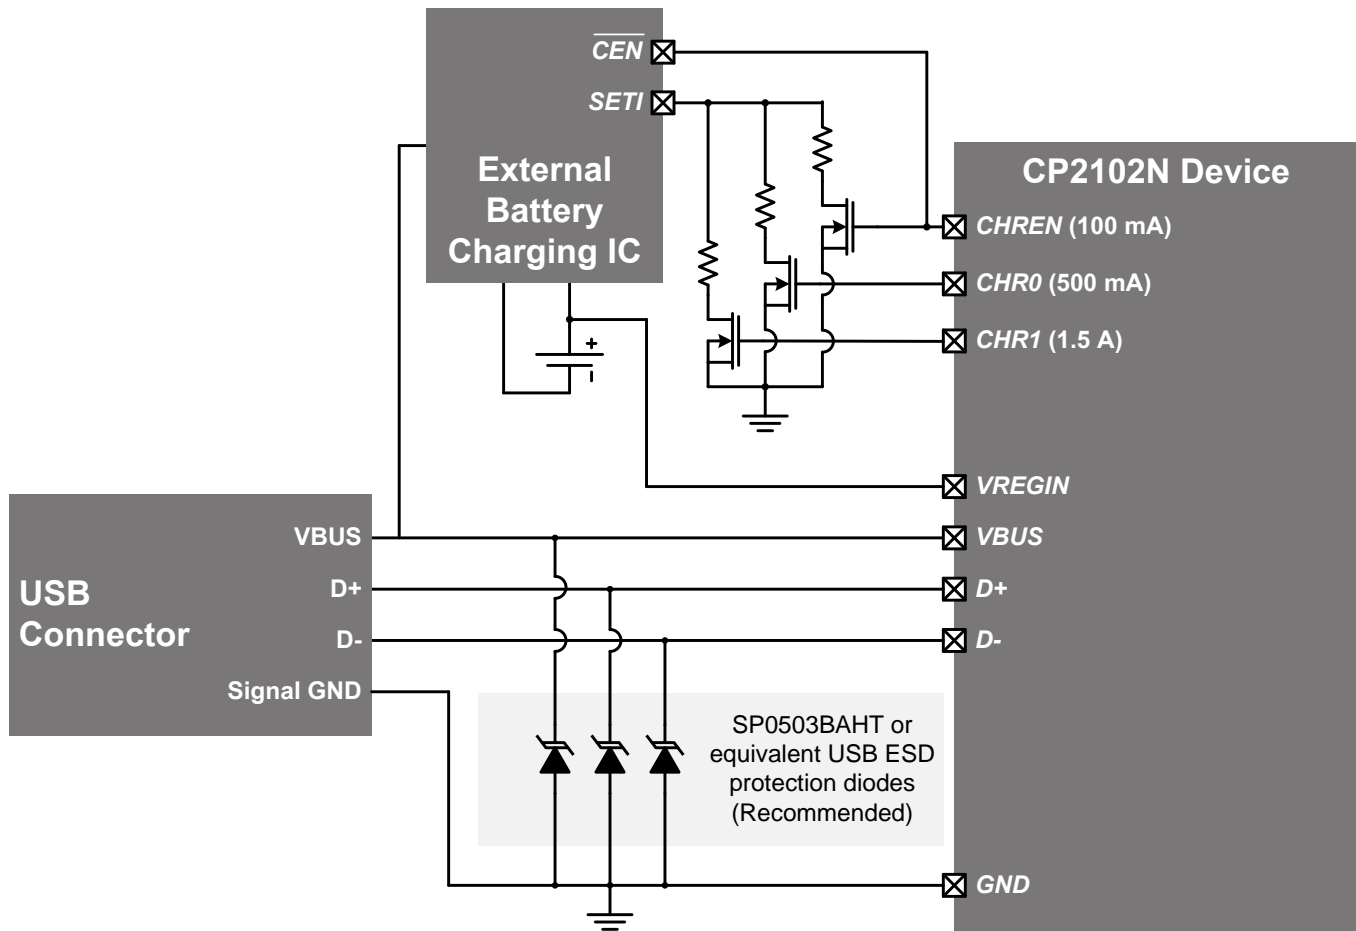 CEN
SETI
External
Battery
Charging IC
+
CP2102N Device
CHREN (100 mA)
CHR0 (500 mA)
CHR1 (1.5 A)
VREGIN
VBUS
D+
D-
GND
USB
Connector
VBUS
D+
D-
Signal GND
SP0503BAHT or
equivalent USB ESD
protection diodes
(Recommended)